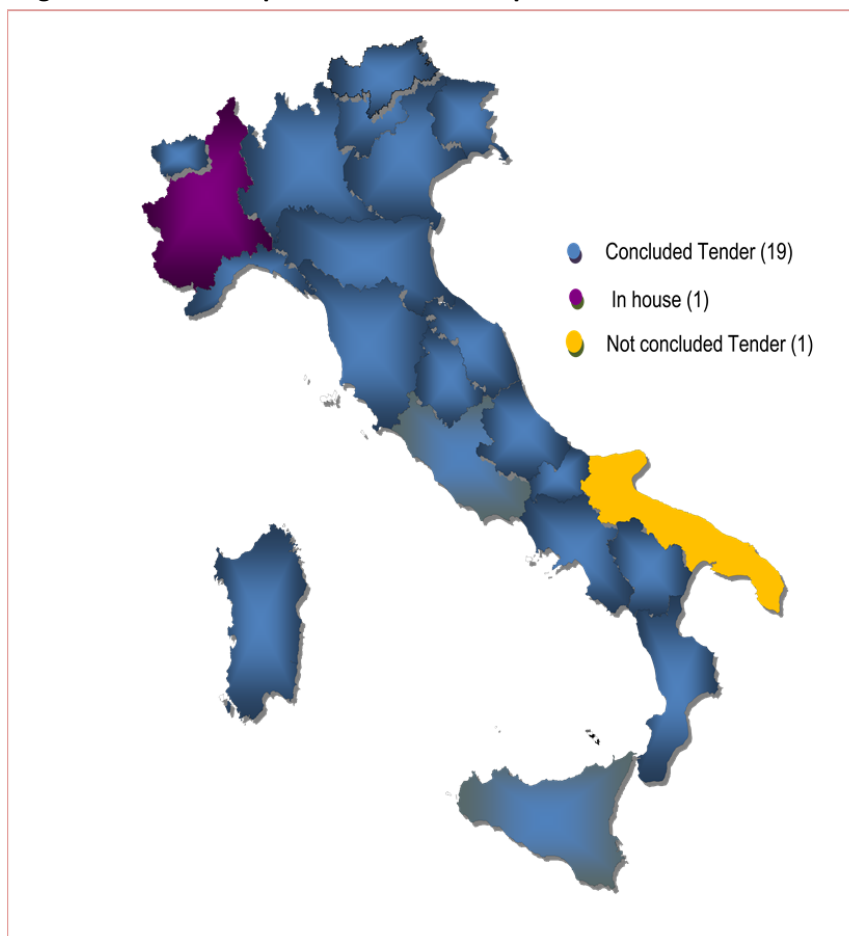 Concluded Tender (19)
In house (1)
Not concluded Tender (1)